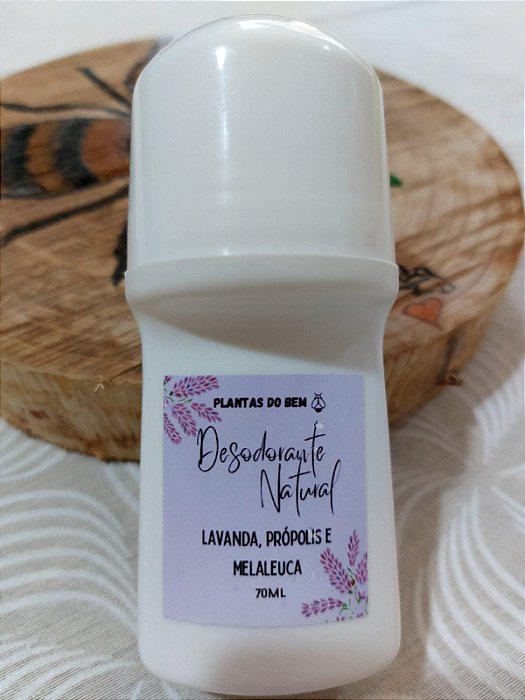 PLANTAS DO BEM
Desodorante
Natural
LAVANDA, PRÓPOLIS E
MELALEUCA
70ML